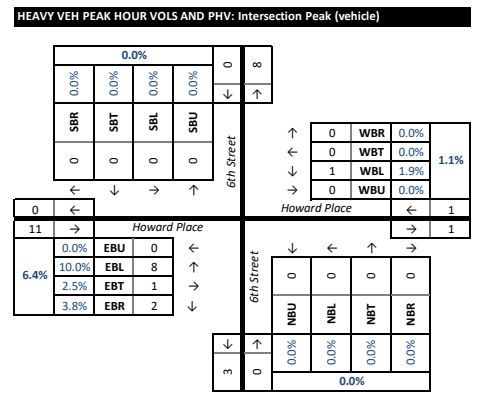 HEAVY VEH PEAK HOUR VOLS AND PHV: Intersection Peak (vehicle)
0.0%
0.0% 0.0% 0.0% 0.0%
SBR SBT SBL SBU
0 0 0 0
← ↓ → ↑
0 8
↓ ↑
6th Street
↑ 0 WBR 0.0%
← 0 WBT 0.0%
↓ 1 WBL 1.9%
→ 0 WBU 0.0%
1.1%
0 ←
Howard Place
← 1
11 →
Howard Place
→ 1
6.4%
0.0% EBU 0 ←
10.0% EBL 8 ↑
2.5% EBT 1 →
3.8% EBR 2 ↓
6th Street
↓ ← ↑ →
0 0 0 0
NBU NBL NBT NBR
0.0% 0.0% 0.0% 0.0%
0.0%
↓ ↑
3 0